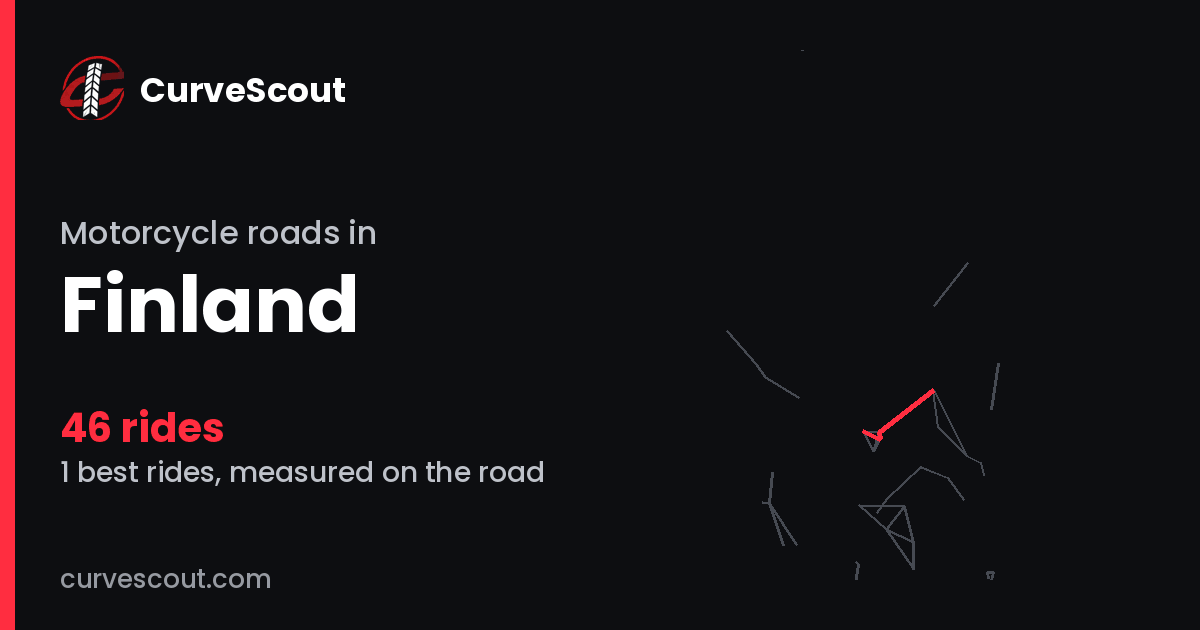 CurveScout
Motorcycle roads in
Finland
46 rides
1 best rides, measured on the road
curvescout.com